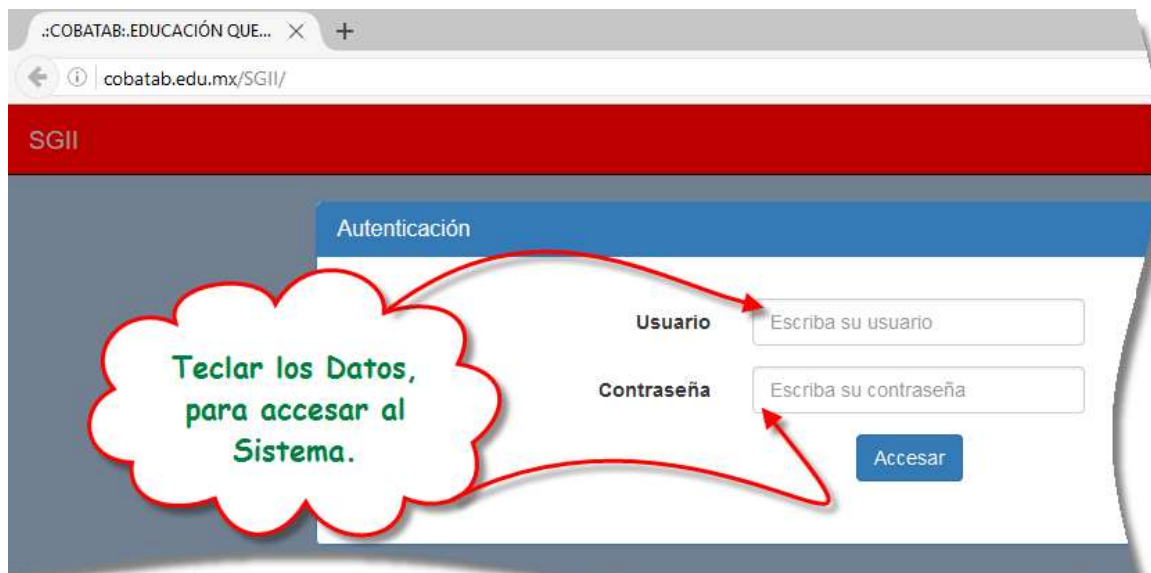 .:COBATAB:.EDUCACIÓN QUE...
cobatab.edu.mx/SGII/
SGII
Autenticación
Usuario
Escriba su usuario
Teclar los Datos,
para accesar al
Sistema.
Contraseña
Escriba su contraseña
Accesar